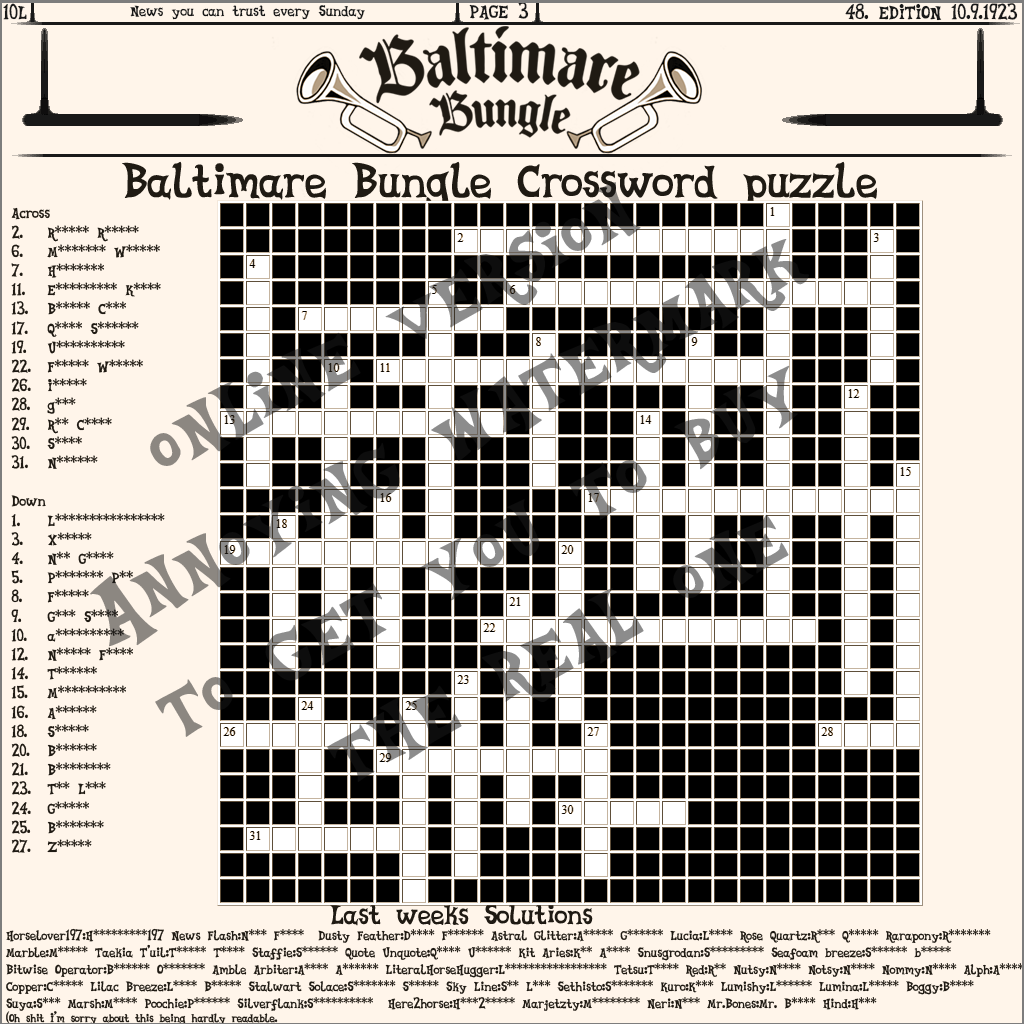 10L News you can trust every Sunday PAGE 3 48. EDITION 10.9.1923
Baltimare
Bungle
Baltimare Bungle Crossword puzzle
Across
2. R***** R*****
6. M******* W*****
7. H*******
11. E********* K****
13. B***** C***
17. Q**** S******
19. U**********
22. F***** W*****
26. i*****
28. g***
29. R** C****
30. S****
31. N******
Down
1. L****************
3. X*****
4. N** G****
5. P******* P**
8. F*****
9. G*** S****
10. a**********
12. N***** F****
14. T******
15. M**********
16. A******
18. S*****
20. B******
21. B********
23. T** L***
24. G*****
25. B*******
27. Z*****
1
2 3
4
5 6
7
8 9
10 11
12
13 14
15
16 17
18
19 20
21
22
23
24 25
26 27 28
29
30
31
ONLINE VERSION
ANNOYING WATERMARK
TO GET YOU TO BUY
THE REAL ONE
Last weeks Solutions
Horselover197:H**********197 News Flash:N*** F**** Dusty Feather:D**** F****** Astral Glitter:A***** G****** Lucia:L**** Rose Quartz:R*** Q***** Rarapony:R*******
Marble:M***** Taekia T'uil:T***** T**** Staffie:S****** Quote Unquote:Q**** U****** Kit Aries:K** A**** Snusgrodan:S********* Seafoam breeze:S****** b*****
Bitwise Operator:B****** O******* Amble Arbiter:A**** A****** LiteralHorseHugger:L***************** Tetsu:T**** Red:R** Nutsy:N**** Notsy:N**** Nommy:N**** Alph:A****
Copper:C***** Lilac Breeze:L**** B***** Stalwart Solace:S******* S***** Sky Line:S** L*** Sethisto:S******* Kuro:K*** Lumishy:L****** Lumina:L***** Boggy:B****
Suya:S*** Marsh:M**** Poochie:P****** Silverflank:S********** Here2horse:H***2***** Marjetzty:M******** Neri:N*** Mr.Bones:Mr. B**** Hind:H***
(Oh shit I'm sorry about this being hardly readable.